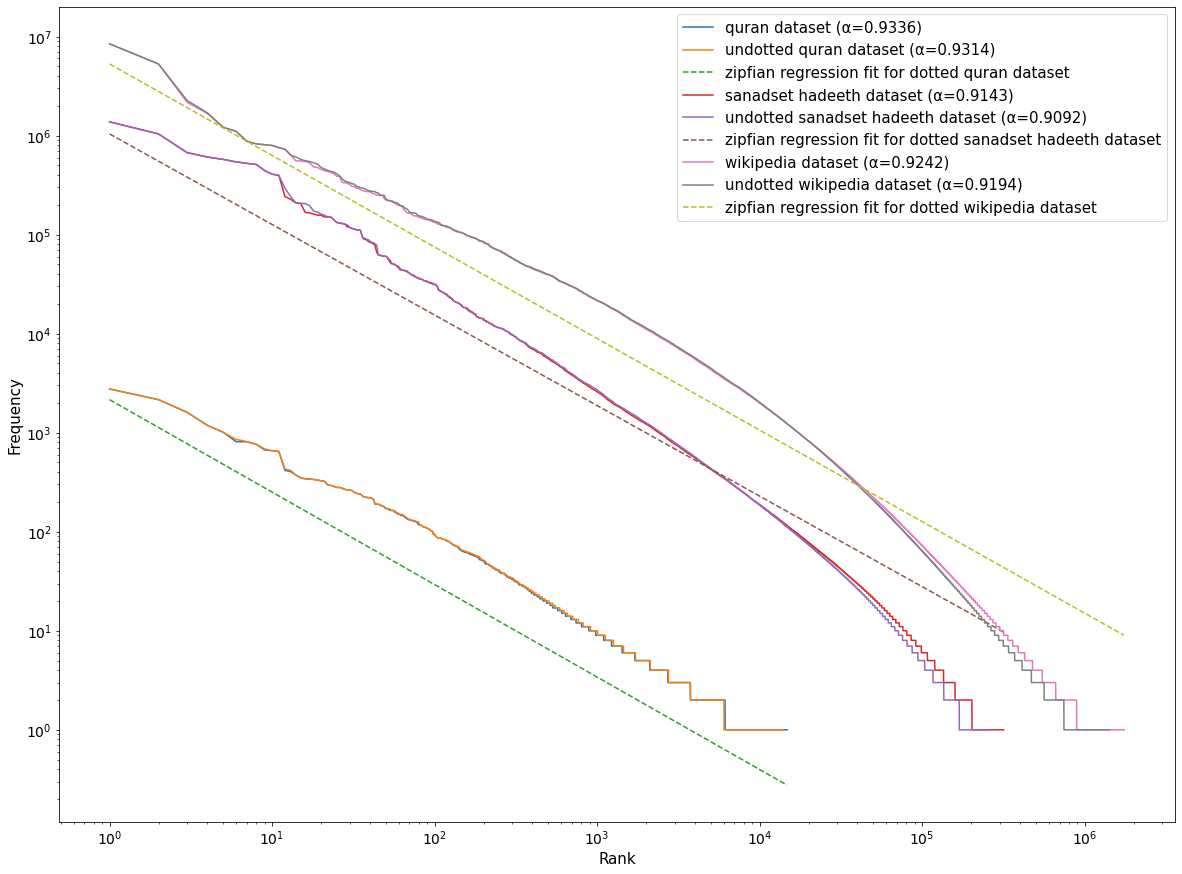 quran dataset (α=0.9336)
undotted quran dataset (α=0.9314)
zipfian regression fit for dotted quran dataset
sanadset hadeeth dataset (α=0.9143)
undotted sanadset hadeeth dataset (α=0.9092)
zipfian regression fit for dotted sanadset hadeeth dataset
wikipedia dataset (α=0.9242)
undotted wikipedia dataset (α=0.9194)
zipfian regression fit for dotted wikipedia dataset
Frequency
10⁷
10⁶
10⁵
10⁴
10³
10²
10¹
10⁰
10⁰ 10¹ 10² 10³ 10⁴ 10⁵ 10⁶
Rank